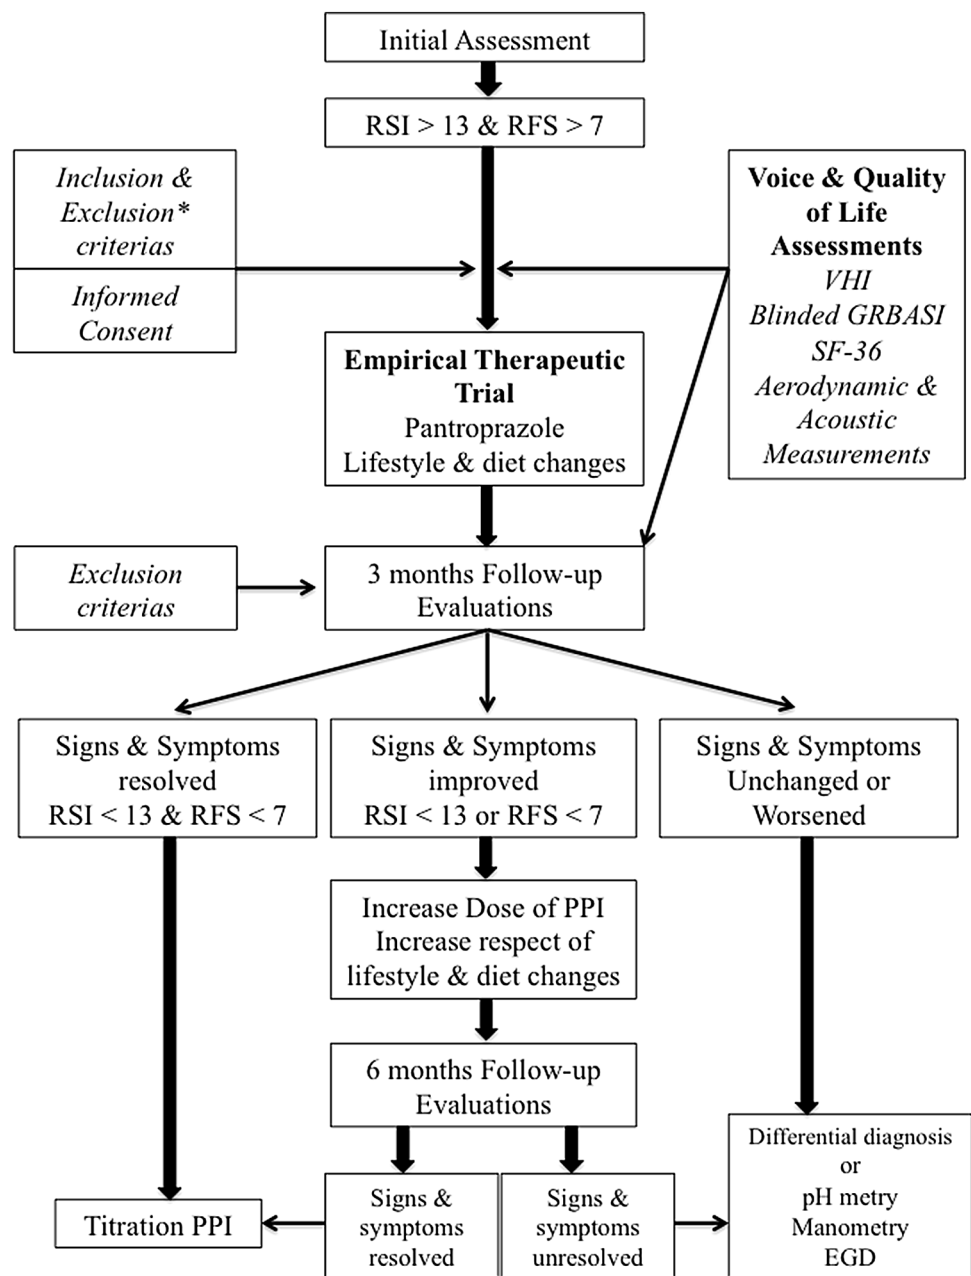 Initial Assessment
RSI > 13 & RFS > 7
Inclusion &
Exclusion*
criterias
Informed
Consent
Voice & Quality
of Life
Assessments
VHI
Blinded GRBASI
SF-36
Aerodynamic &
Acoustic
Measurements
Empirical Therapeutic
Trial
Pantroprazole
Lifestyle & diet changes
Exclusion
criterias
3 months Follow-up
Evaluations
Signs & Symptoms
resolved
RSI < 13 & RFS < 7
Signs & Symptoms
improved
RSI < 13 or RFS < 7
Signs & Symptoms
Unchanged or
Worsened
Increase Dose of PPI
Increase respect of
lifestyle & diet changes
6 months Follow-up
Evaluations
Titration PPI
Signs &
symptoms
resolved
Signs &
symptoms
unresolved
Differential diagnosis
or
pH metry
Manometry
EGD